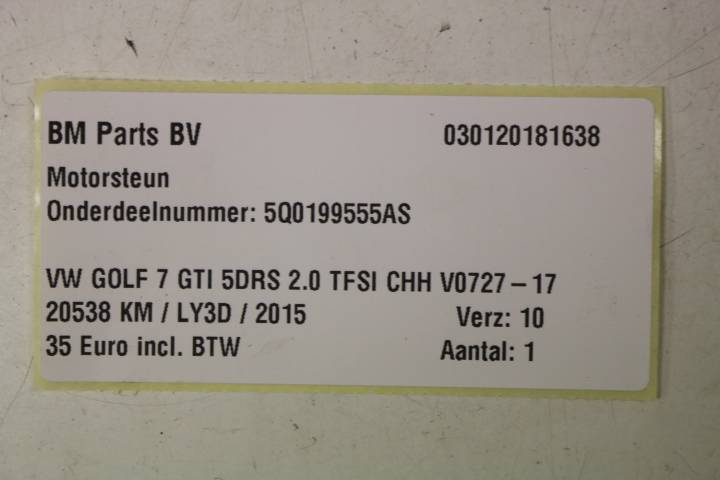 BM Parts BV 030120181638
Motorsteun
Onderdeelnummer: 5Q0199555AS
VW GOLF 7 GTI 5DRS 2.0 TFSI CHH V0727-17
20538 KM / LY3D / 2015 Verz: 10
35 Euro incl. BTW Aantal: 1